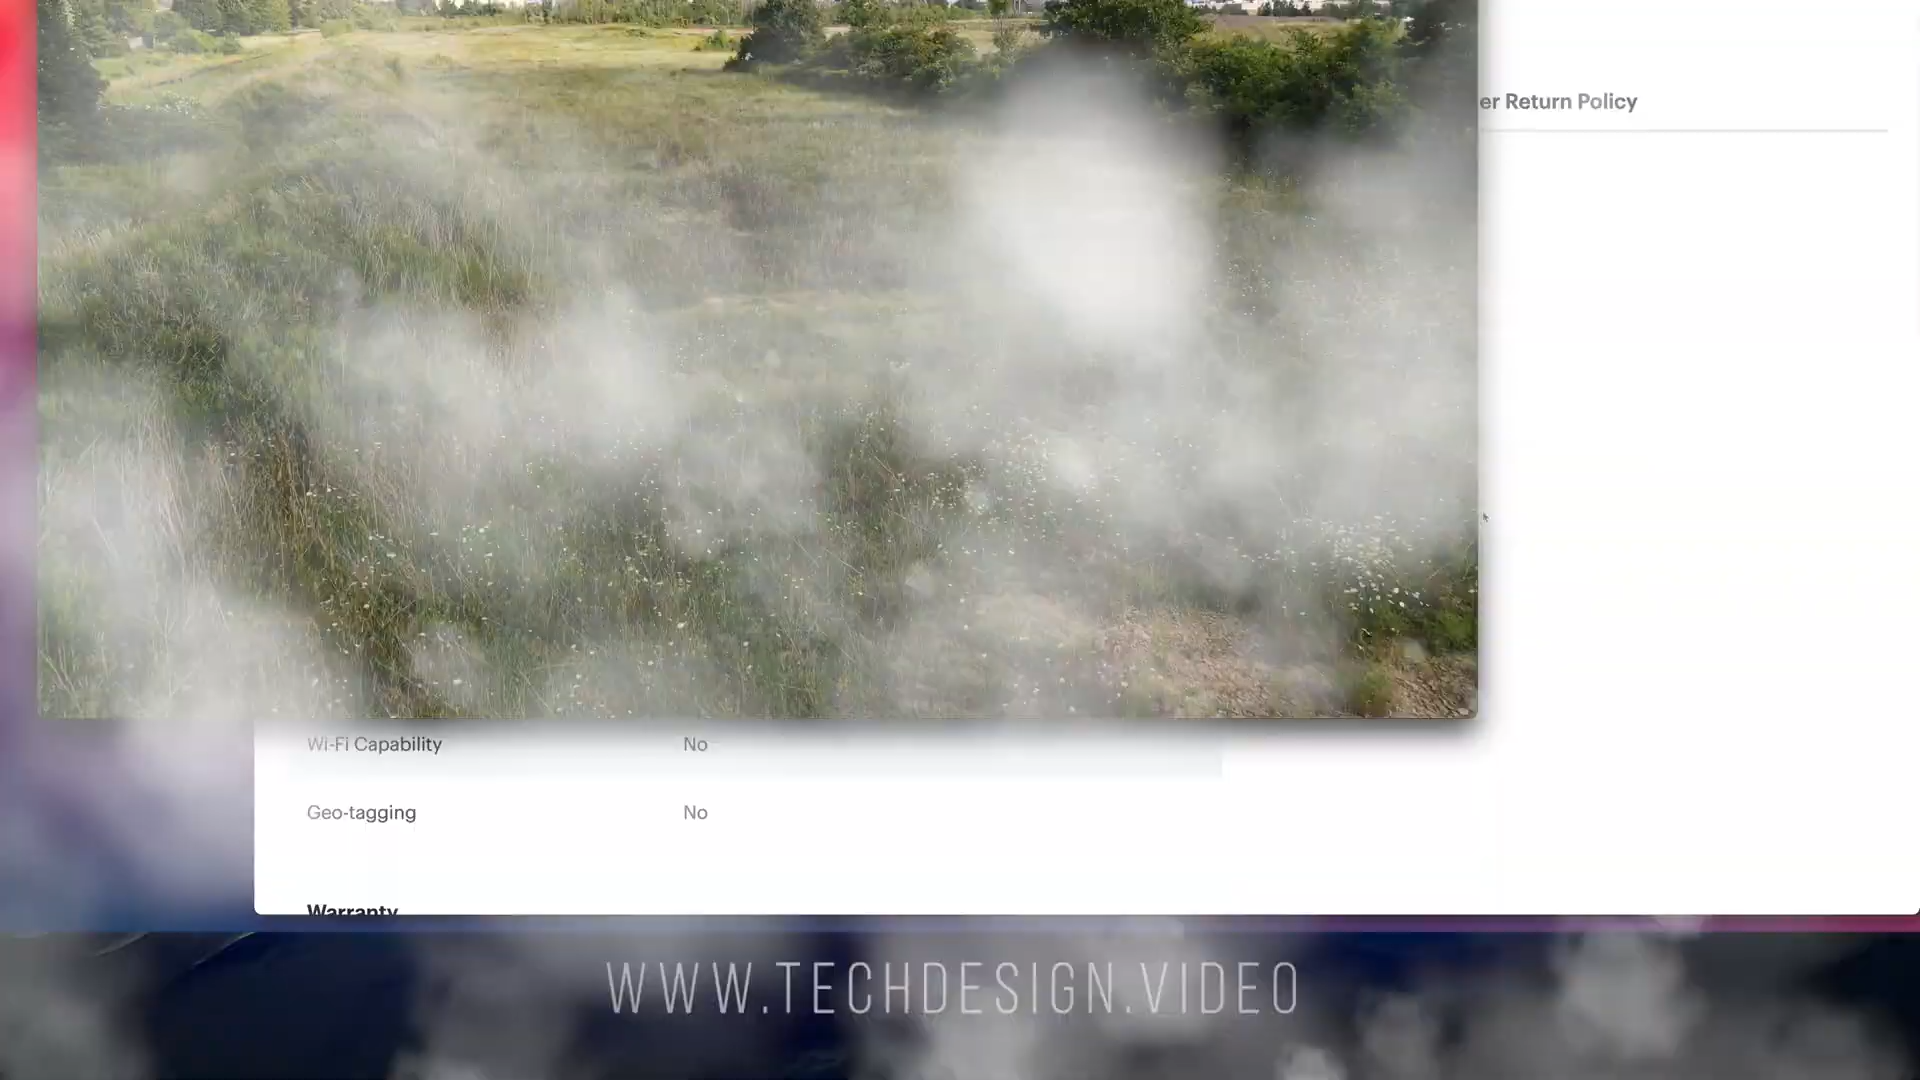 er Return Policy
Wi-Fi Capability No
Geo-tagging No
Warranty
WWW.TECHDESIGN.VIDEO